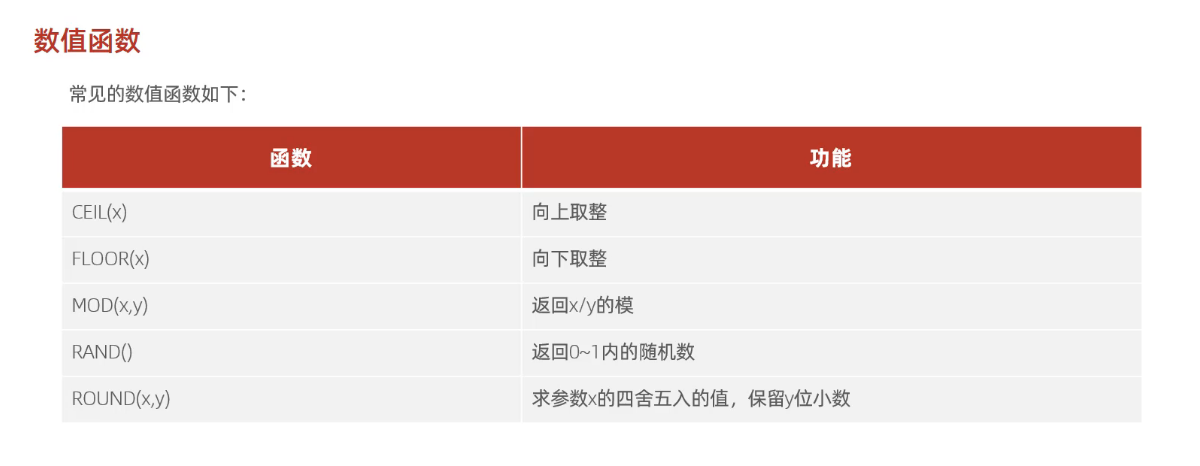 数值函数
常见的数值函数如下：
函数 功能
CEIL(x) 向上取整
FLOOR(x) 向下取整
MOD(x,y) 返回x/y的模
RAND() 返回0~1内的随机数
ROUND(x,y) 求参数x的四舍五入的值，保留y位小数